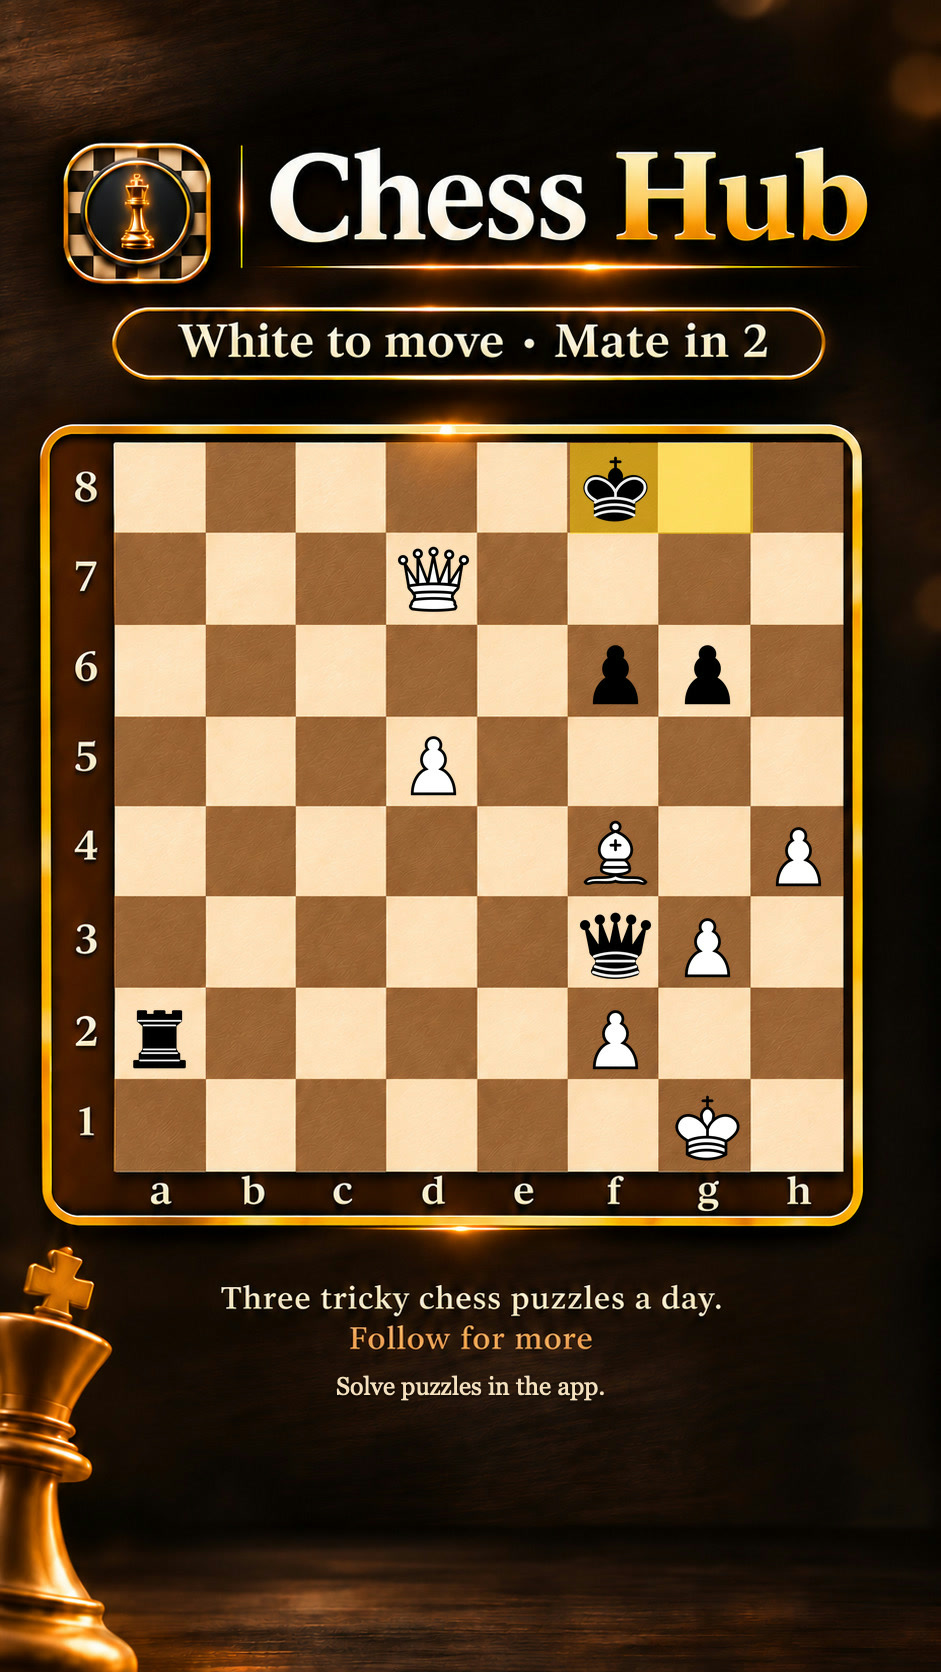 Chess Hub
White to move • Mate in 2
8
7
6
5
4
3
2
1
a b c d e f g h
Three tricky chess puzzles a day.
Follow for more
Solve puzzles in the app.